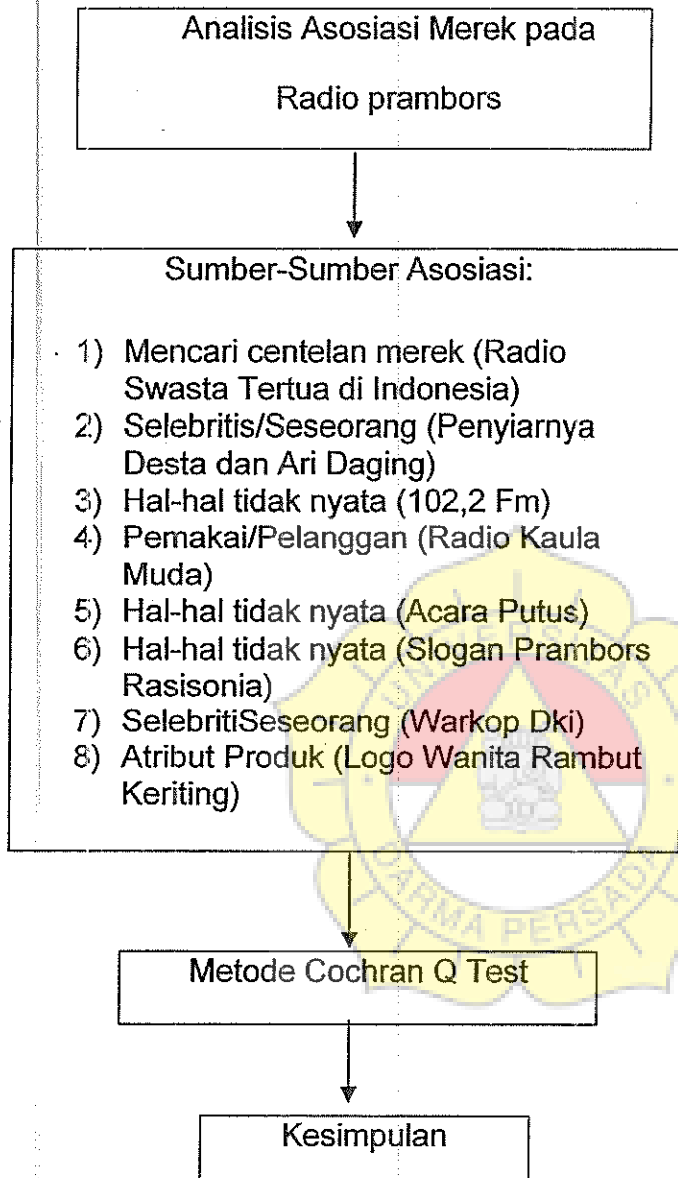 Analisis Asosiasi Merek pada
Radio prambors
Sumber-Sumber Asosiasi:
1) Mencari centelan merek (Radio
Swasta Tertua di Indonesia)
2) Selebritis/Seseorang (Penyiarnya
Desta dan Ari Daging)
3) Hal-hal tidak nyata (102,2 Fm)
4) Pemakai/Pelanggan (Radio Kaula
Muda)
5) Hal-hal tidak nyata (Acara Putus)
6) Hal-hal tidak nyata (Slogan Prambors
Rasisonia)
7) SelebritiSeseorang (Warkop Dki)
8) Atribut Produk (Logo Wanita Rambut
Keriting)
UNIVERSITAS
DARMA PERSADA
Metode Cochran Q Test
Kesimpulan